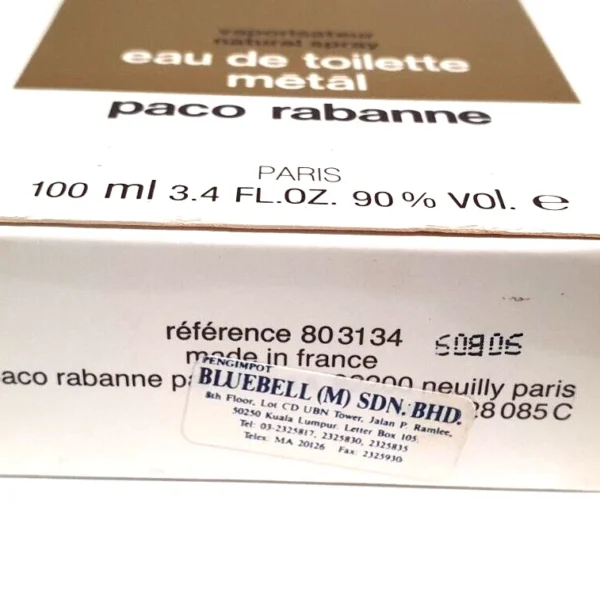 vaporisateur
natural spray
eau de toilette
métal
paco rabanne
PARIS
100 ml 3.4 FL.OZ. 90% vol. e
référence 803134
made in france
aco rabanne p 92200 neuilly paris
28 085 C
PENGIMPOT
BLUEBELL (M) SDN. BHD.
8th Floor, Lot CD UBN Tower, Jalan P. Ramlee,
50250 Kuala Lumpur. Letter Box 105
Tel: 03-2325817, 2325830, 2325835
Telex: MA 20126 Fax: 2325930